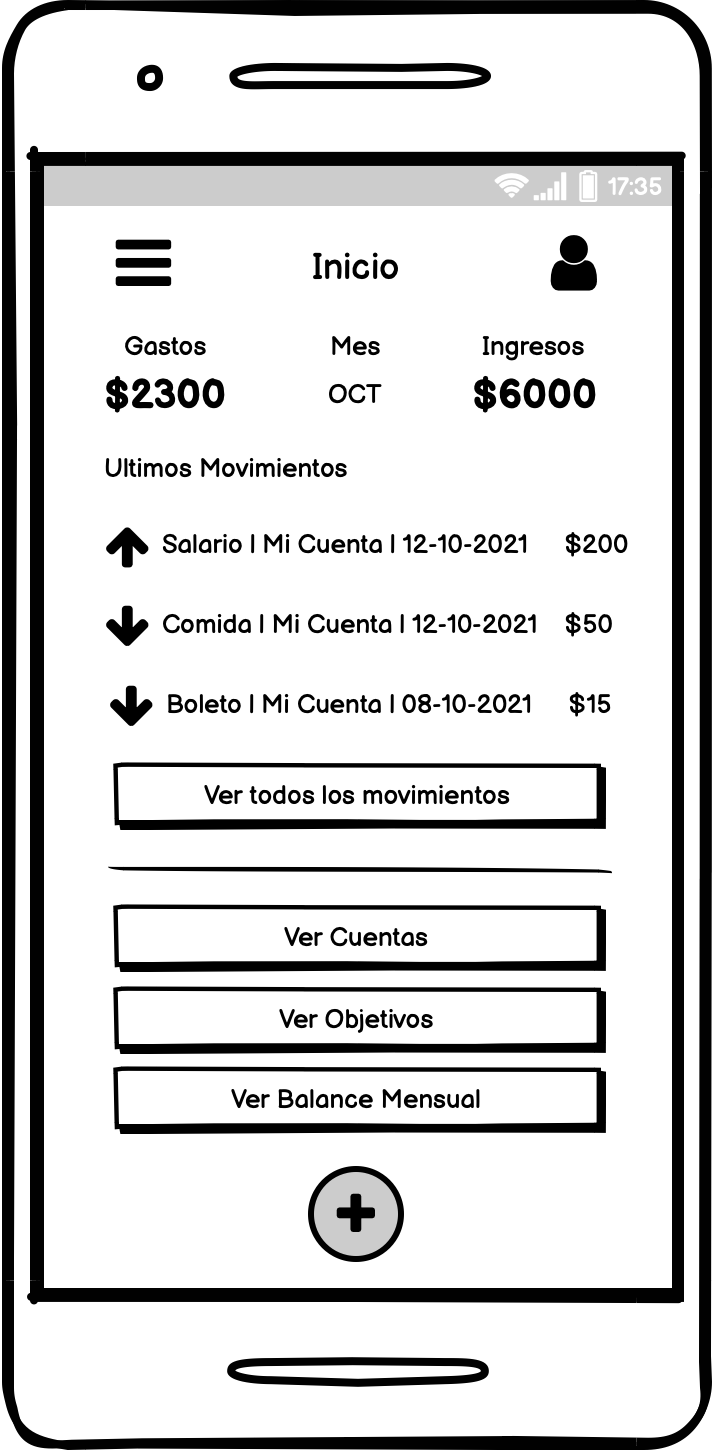 17:35
Inicio
Gastos Mes Ingresos
$2300 OCT $6000
Ultimos Movimientos
Salario | Mi Cuenta | 12-10-2021 $200
Comida | Mi Cuenta | 12-10-2021 $50
Boleto | Mi Cuenta | 08-10-2021 $15
Ver todos los movimientos
Ver Cuentas
Ver Objetivos
Ver Balance Mensual